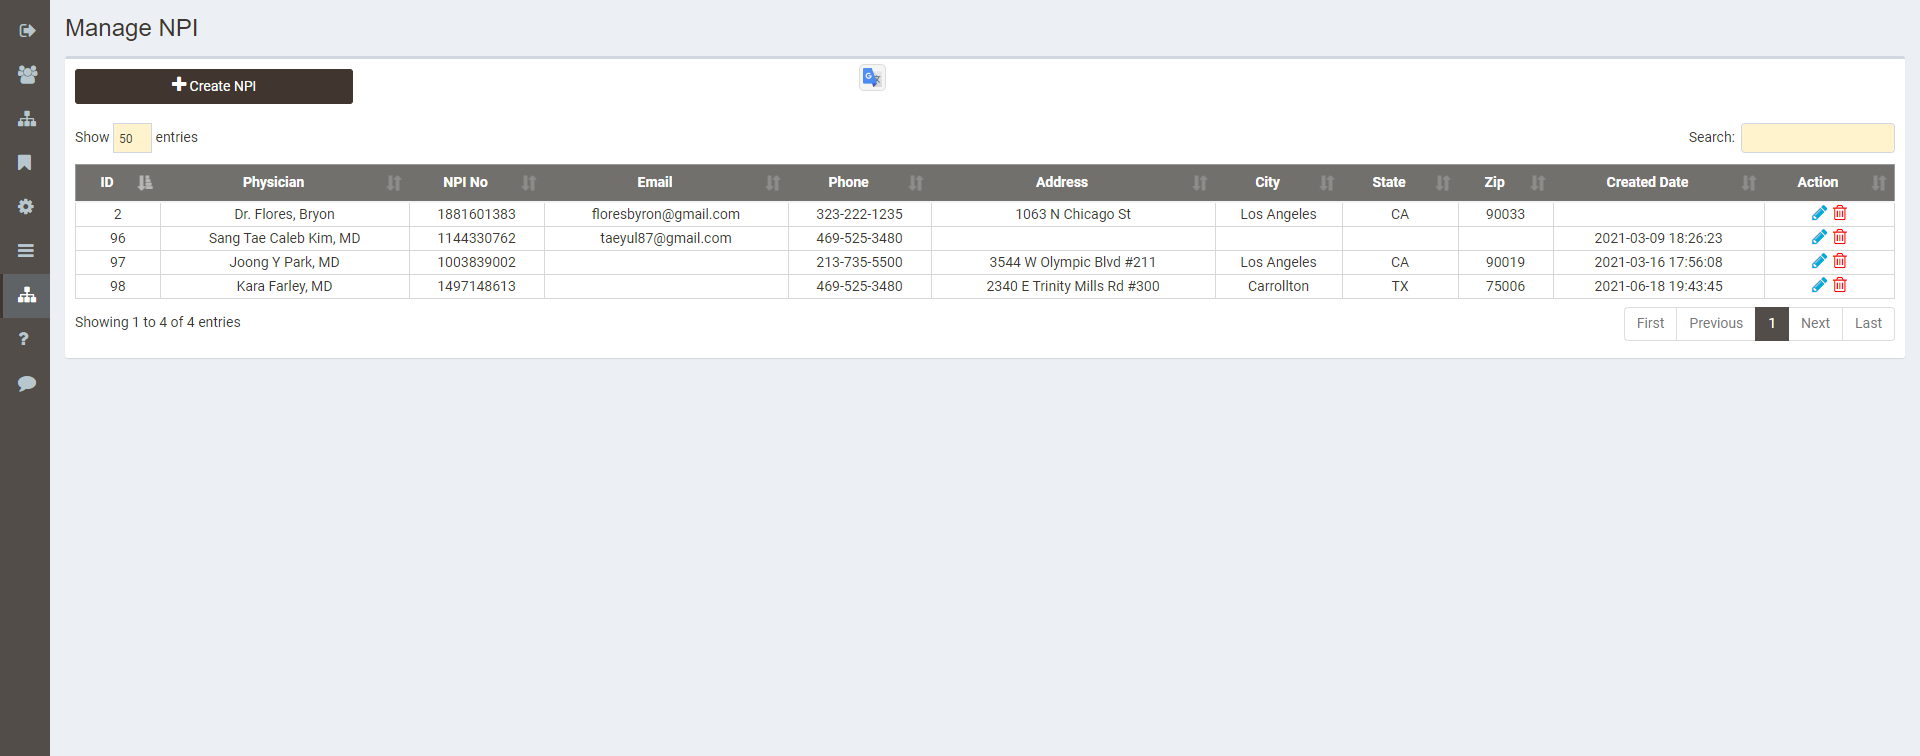 Manage NPI
Create NPI
Show 50 entries
Search:
ID Physician NPI No Email Phone Address City State Zip Created Date Action
2 Dr. Flores, Bryon 1881601383 floresbyron@gmail.com 323-222-1235 1063 N Chicago St Los Angeles CA 90033
96 Sang Tae Caleb Kim, MD 1144330762 taeyul87@gmail.com 469-525-3480 2021-03-09 18:26:23
97 Joong Y Park, MD 1003839002 213-735-5500 3544 W Olympic Blvd #211 Los Angeles CA 90019 2021-03-16 17:56:08
98 Kara Farley, MD 1497148613 469-525-3480 2340 E Trinity Mills Rd #300 Carrollton TX 75006 2021-06-18 19:43:45
Showing 1 to 4 of 4 entries
First Previous 1 Next Last